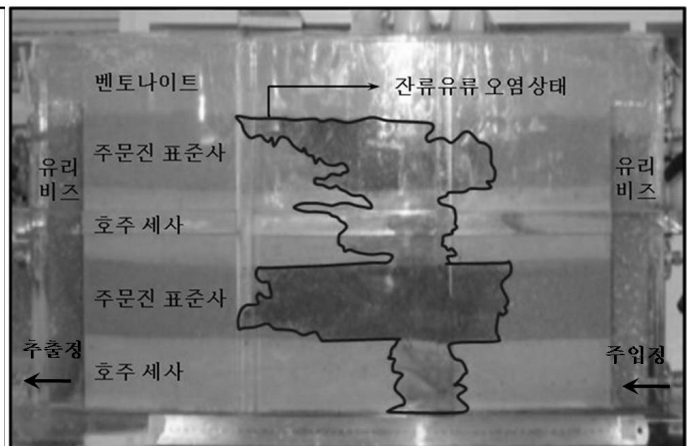 벤토나이트
잔류유류 오염상태
유리
비즈
주문진 표준사
유리
비즈
호주 세사
주문진 표준사
추출정
주입정
호주 세사